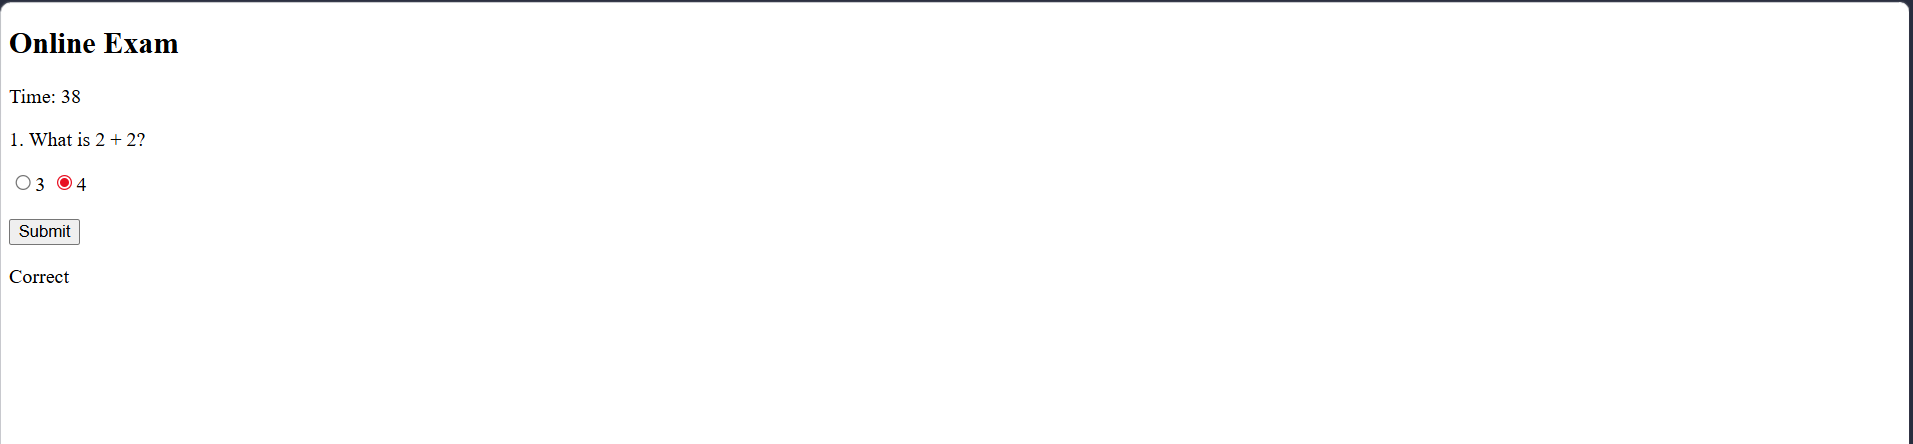 Online Exam
Time: 38
1. What is 2 + 2?
3 4
Submit
Correct